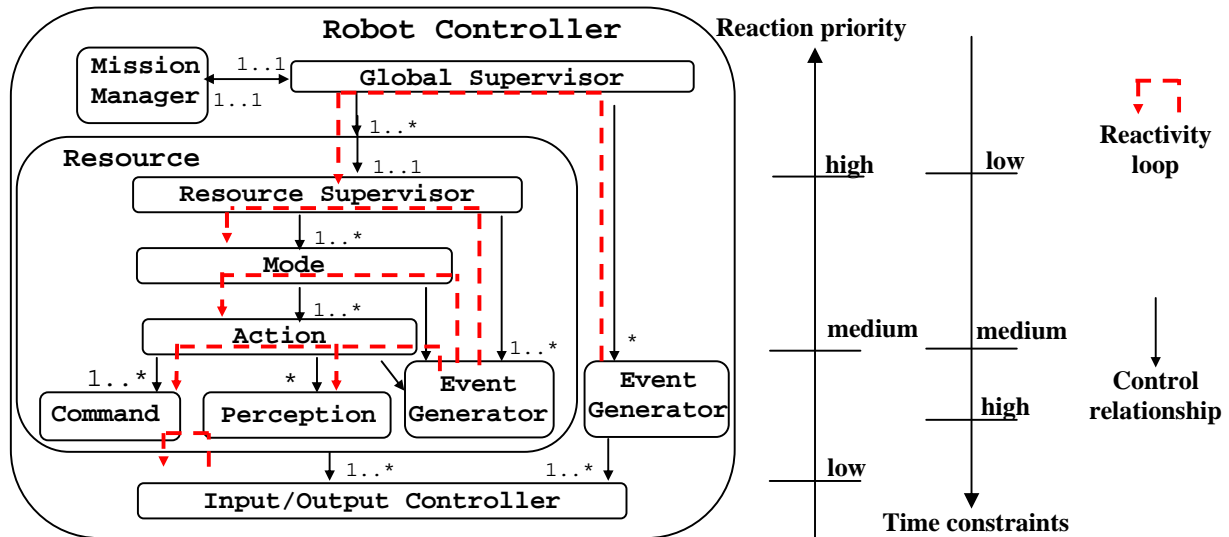 Robot Controller
Mission
Manager
1..1
1..1
Global Supervisor
1..*
Resource
1..1
Resource Supervisor
1..*
Mode
1..*
Action
1..*
*
1..*
*
Command
Perception
Event
Generator
Event
Generator
1..*
1..*
Input/Output Controller
Reaction priority
high
medium
low
low
medium
high
Time constraints
Reactivity
loop
Control
relationship